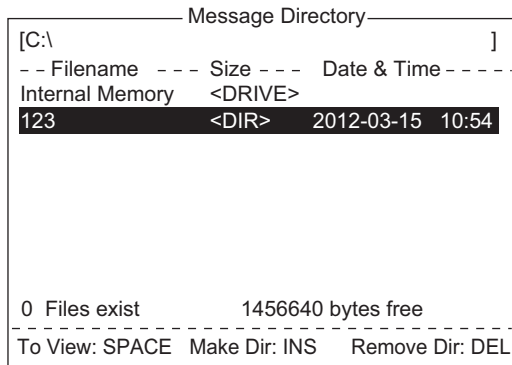 Message Directory
[C:\ ]
- - Filename - - - Size - - - Date & Time - - - - -
Internal Memory <DRIVE>
123 <DIR> 2012-03-15 10:54
0 Files exist 1456640 bytes free
To View: SPACE Make Dir: INS Remove Dir: DEL